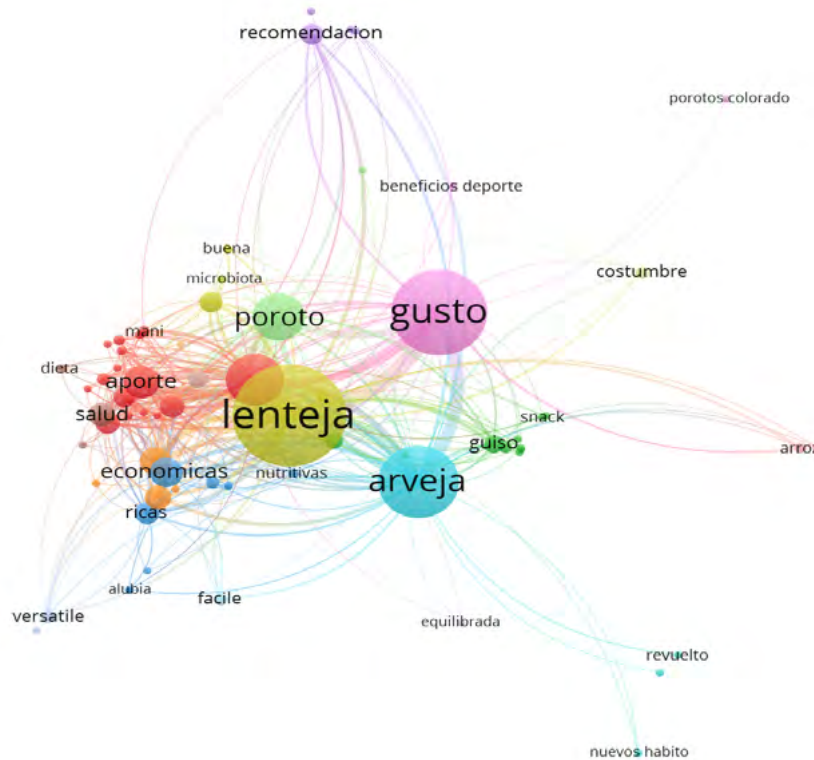 recomendacion
porotos colorado
beneficios deporte
buena
costumbre
microbiota
gusto
poroto
mani
dieta
aporte
salud
lenteja
snack
guiso
arroz
economicas
nutritivas
arveja
ricas
alubia
facile
versatile
equilibrada
revuelto
nuevos habito